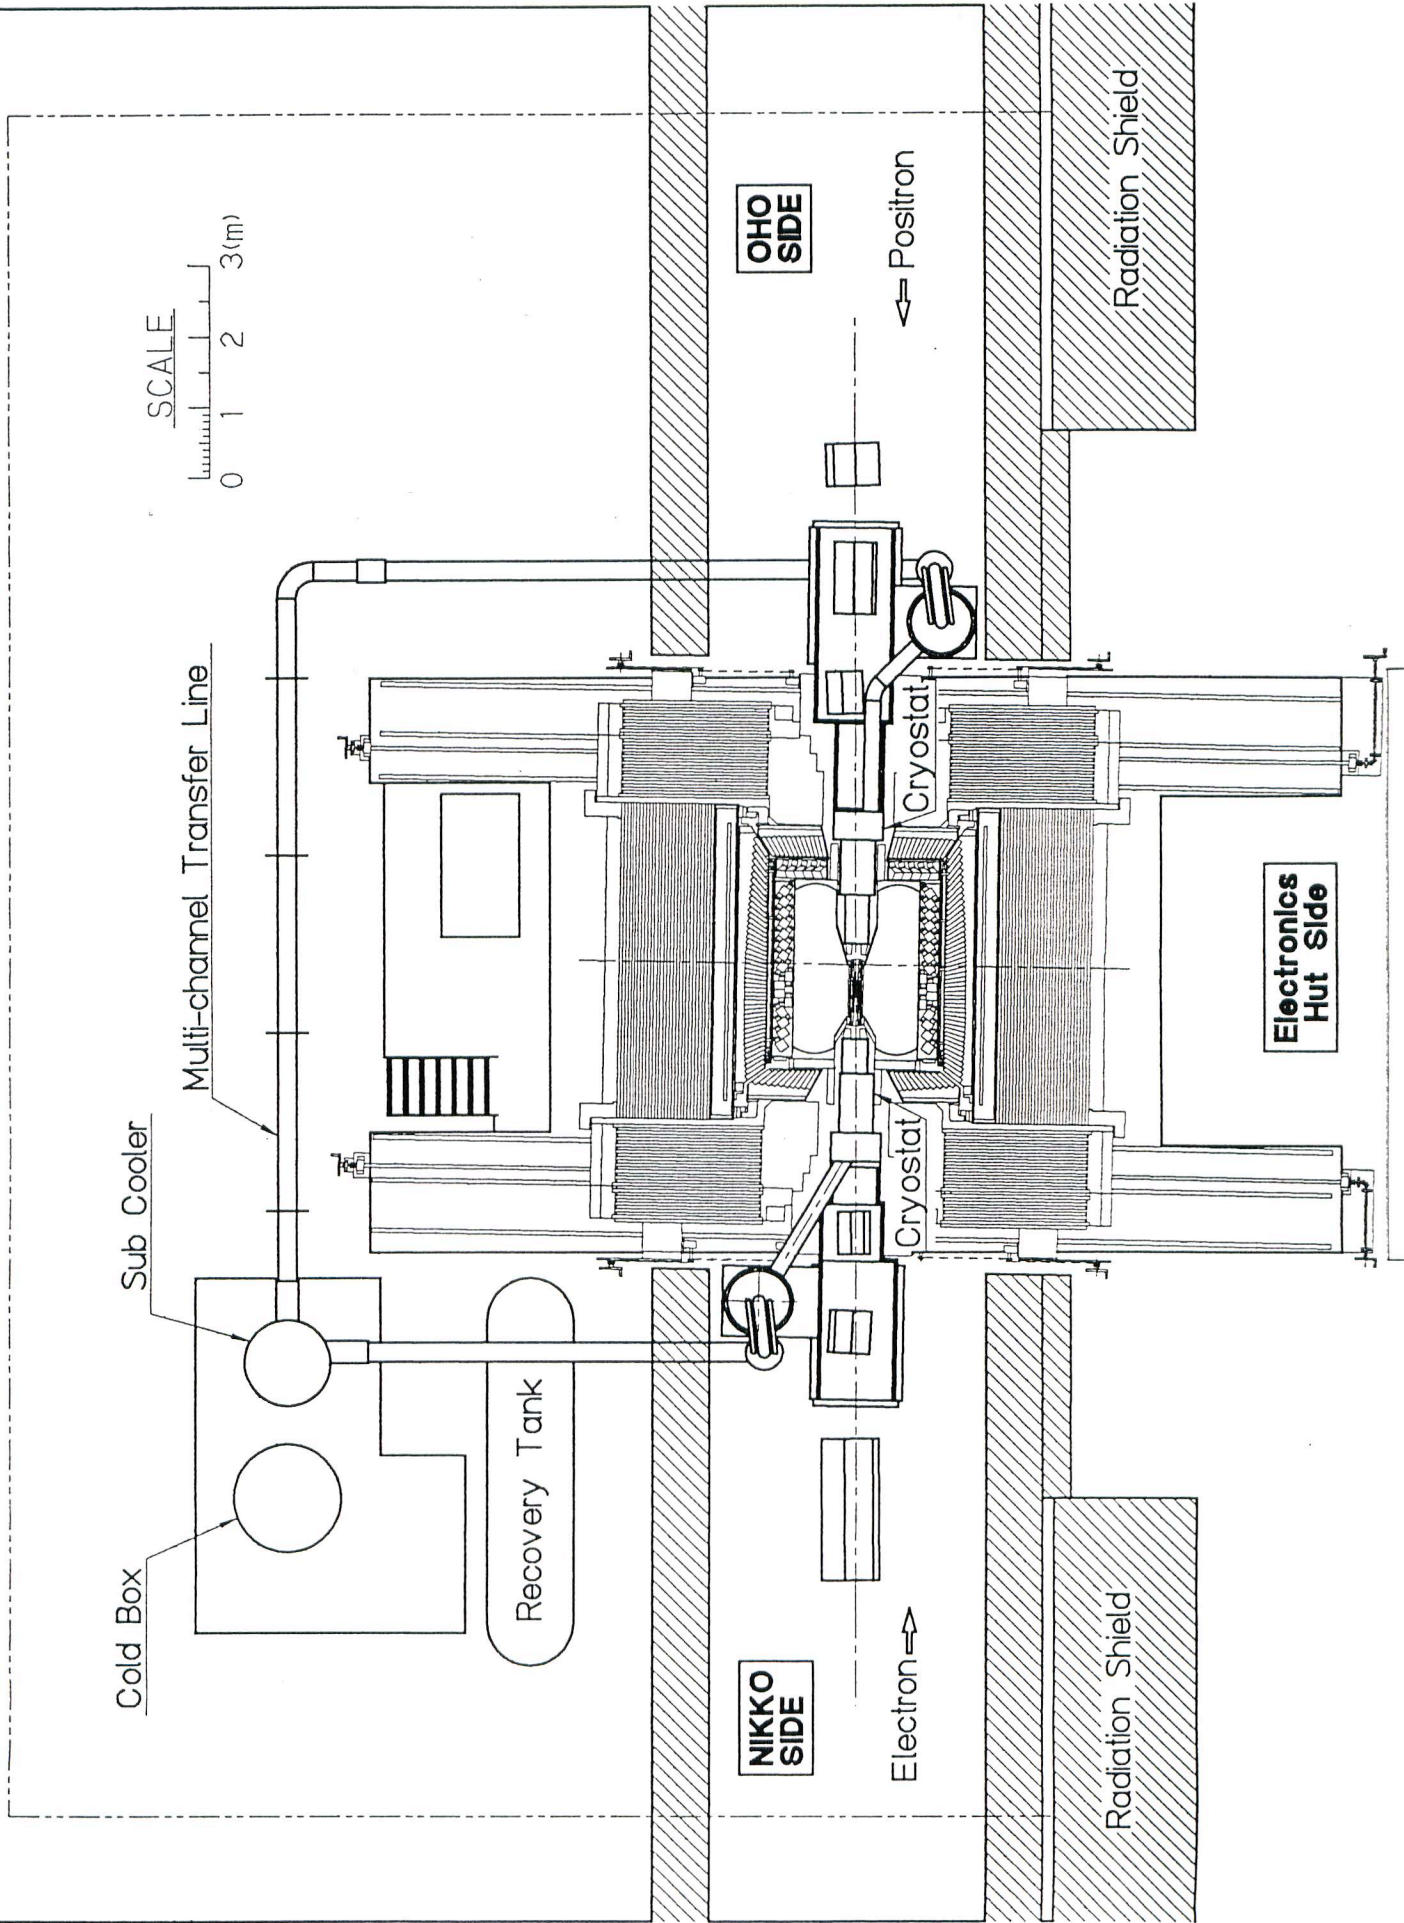 Cold Box
Sub Cooler
Multi-channel Transfer Line
SCALE
0 1 2 3(m)
Recovery Tank
NIKKO
SIDE
OHO
SIDE
Electron
Positron
Cryostat
Cryostat
Radiation Shield
Radiation Shield
Electronics
Hut Side